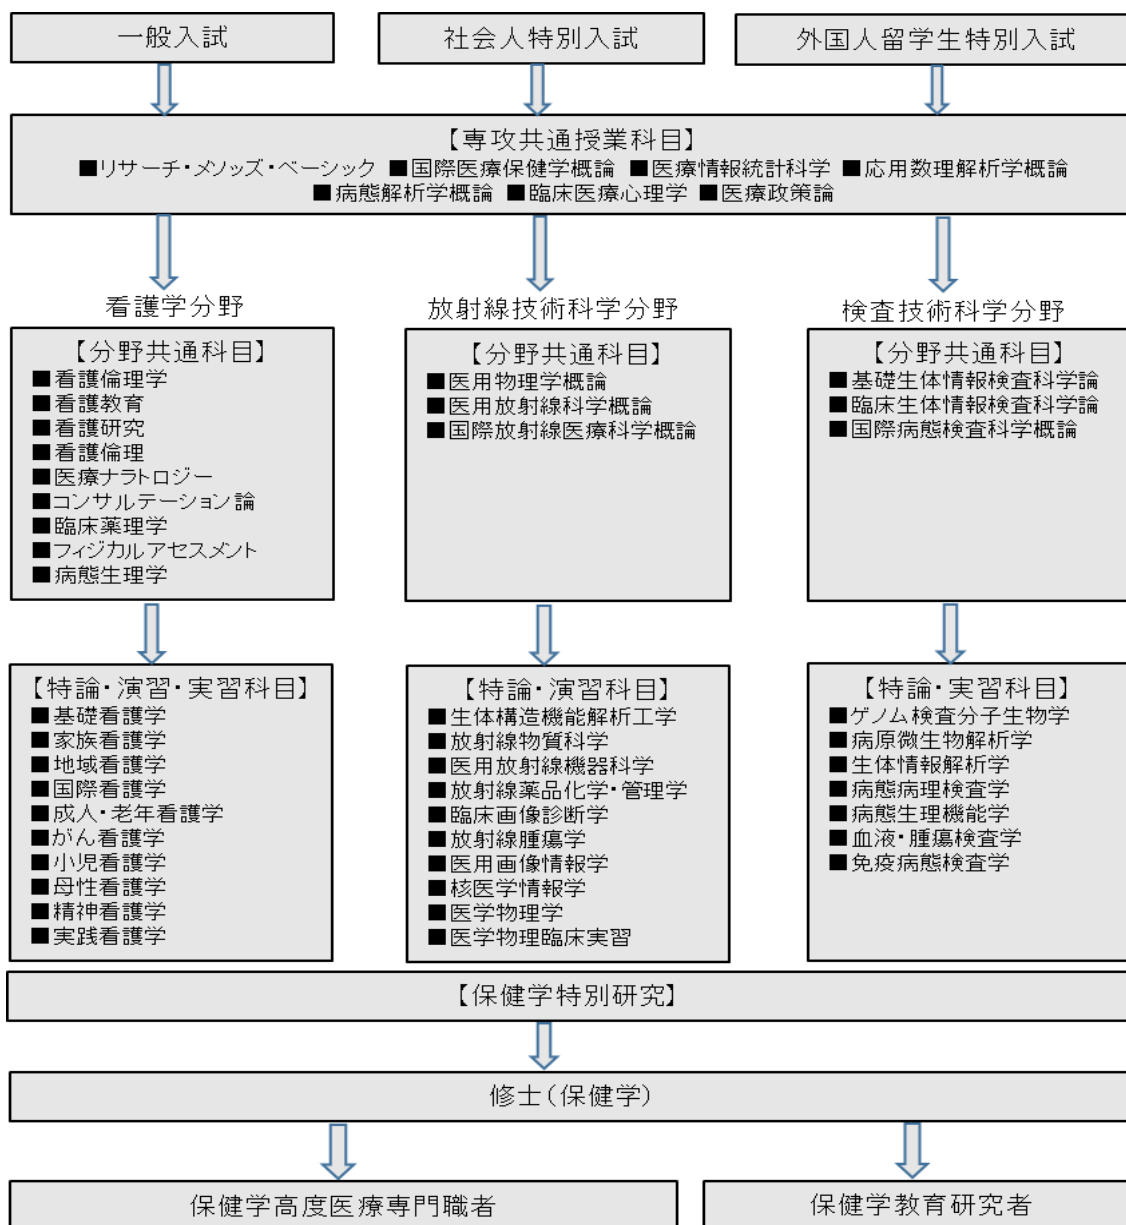 一般入試
社会人特別入試
外国人留学生特別入試
【専攻共通授業科目】
■リサーチ・メソッズ・ベーシック ■国際医療保健学概論 ■医療情報統計科学 ■応用数理解析学概論
■病態解析学概論 ■臨床医療心理学 ■医療政策論
看護学分野
【分野共通科目】
■看護倫理学
■看護教育
■看護研究
■看護倫理
■医療ナラトロジー
■コンサルテーション論
■臨床薬理学
■フィジカルアセスメント
■病態生理学
放射線技術科学分野
【分野共通科目】
■医用物理学概論
■医用放射線科学概論
■国際放射線医療科学概論
検査技術科学分野
【分野共通科目】
■基礎生体情報検査科学論
■臨床生体情報検査科学論
■国際病態検査科学概論
【特論・演習・実習科目】
■基礎看護学
■家族看護学
■地域看護学
■国際看護学
■成人・老年看護学
■がん看護学
■小児看護学
■母性看護学
■精神看護学
■実践看護学
【特論・演習科目】
■生体構造機能解析工学
■放射線物質科学
■医用放射線機器科学
■放射線薬品化学・管理学
■臨床画像診断学
■放射線腫瘍学
■医用画像情報学
■核医学情報学
■医学物理学
■医学物理臨床実習
【特論・実習科目】
■ゲノム検査分子生物学
■病原微生物解析学
■生体情報解析学
■病態病理検査学
■病態生理機能学
■血液・腫瘍検査学
■免疫病態検査学
【保健学特別研究】
修士(保健学)
保健学高度医療専門職者
保健学教育研究者